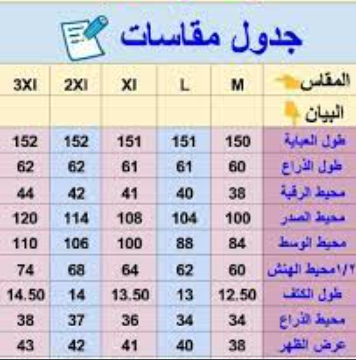 جدول مقاسات
المقاس M L Xl 2Xl 3Xl
البيان
طول العباية 150 151 151 152 152
طول الذراع 60 61 61 62 62
محيط الرقبة 38 40 41 42 44
محيط الصدر 100 104 108 114 120
محيط الوسط 84 88 100 106 110
١/٢محيط الهنش 60 62 64 68 74
طول الكتف 12.50 13 13.50 14 14.50
محيط الذراع 34 34 36 37 38
عرض الظهر 38 40 41 42 43